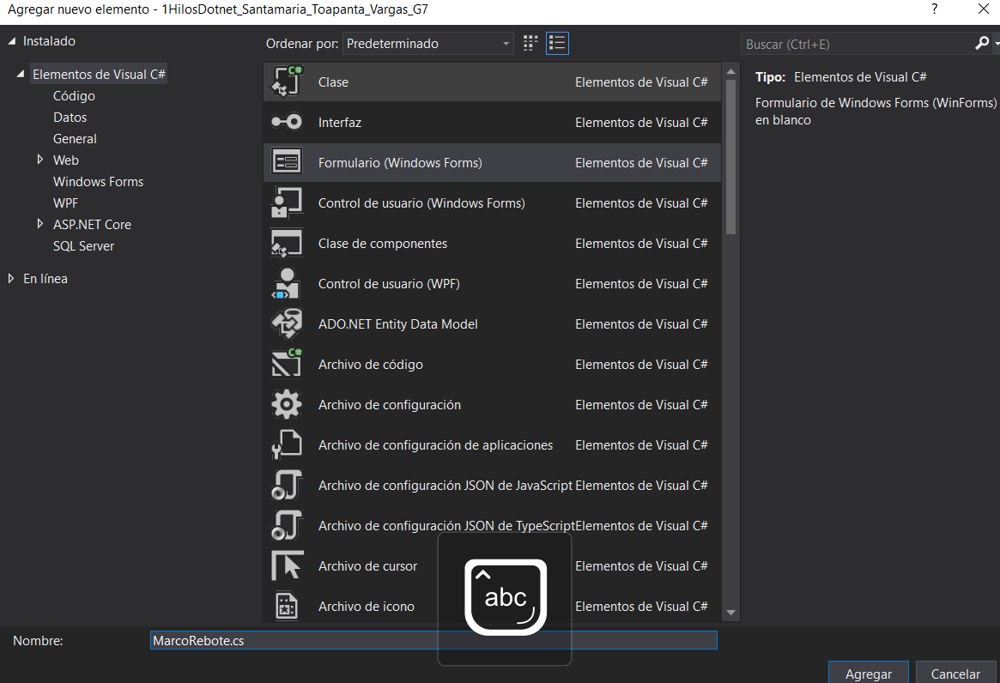 Agregar nuevo elemento - 1HilosDotnet_Santamaria_Toapanta_Vargas_G7 ?
Instalado
Elementos de Visual C#
Código
Datos
General
Web
Windows Forms
WPF
ASP.NET Core
SQL Server
En línea
Ordenar por: Predeterminado
Clase Elementos de Visual C#
Interfaz Elementos de Visual C#
Formulario (Windows Forms) Elementos de Visual C#
Control de usuario (Windows Forms) Elementos de Visual C#
Clase de componentes Elementos de Visual C#
Control de usuario (WPF) Elementos de Visual C#
ADO.NET Entity Data Model Elementos de Visual C#
Archivo de código Elementos de Visual C#
Archivo de configuración Elementos de Visual C#
Archivo de configuración de aplicaciones Elementos de Visual C#
Archivo de configuración JSON de JavaScript Elementos de Visual C#
Archivo de configuración JSON de TypeScript Elementos de Visual C#
Archivo de cursor Elementos de Visual C#
Archivo de icono Elementos de Visual C#
C#
C#
abc
Buscar (Ctrl+E)
Tipo: Elementos de Visual C#
Formulario de Windows Forms (WinForms)
en blanco
Nombre: MarcoRebote.cs
Agregar Cancelar